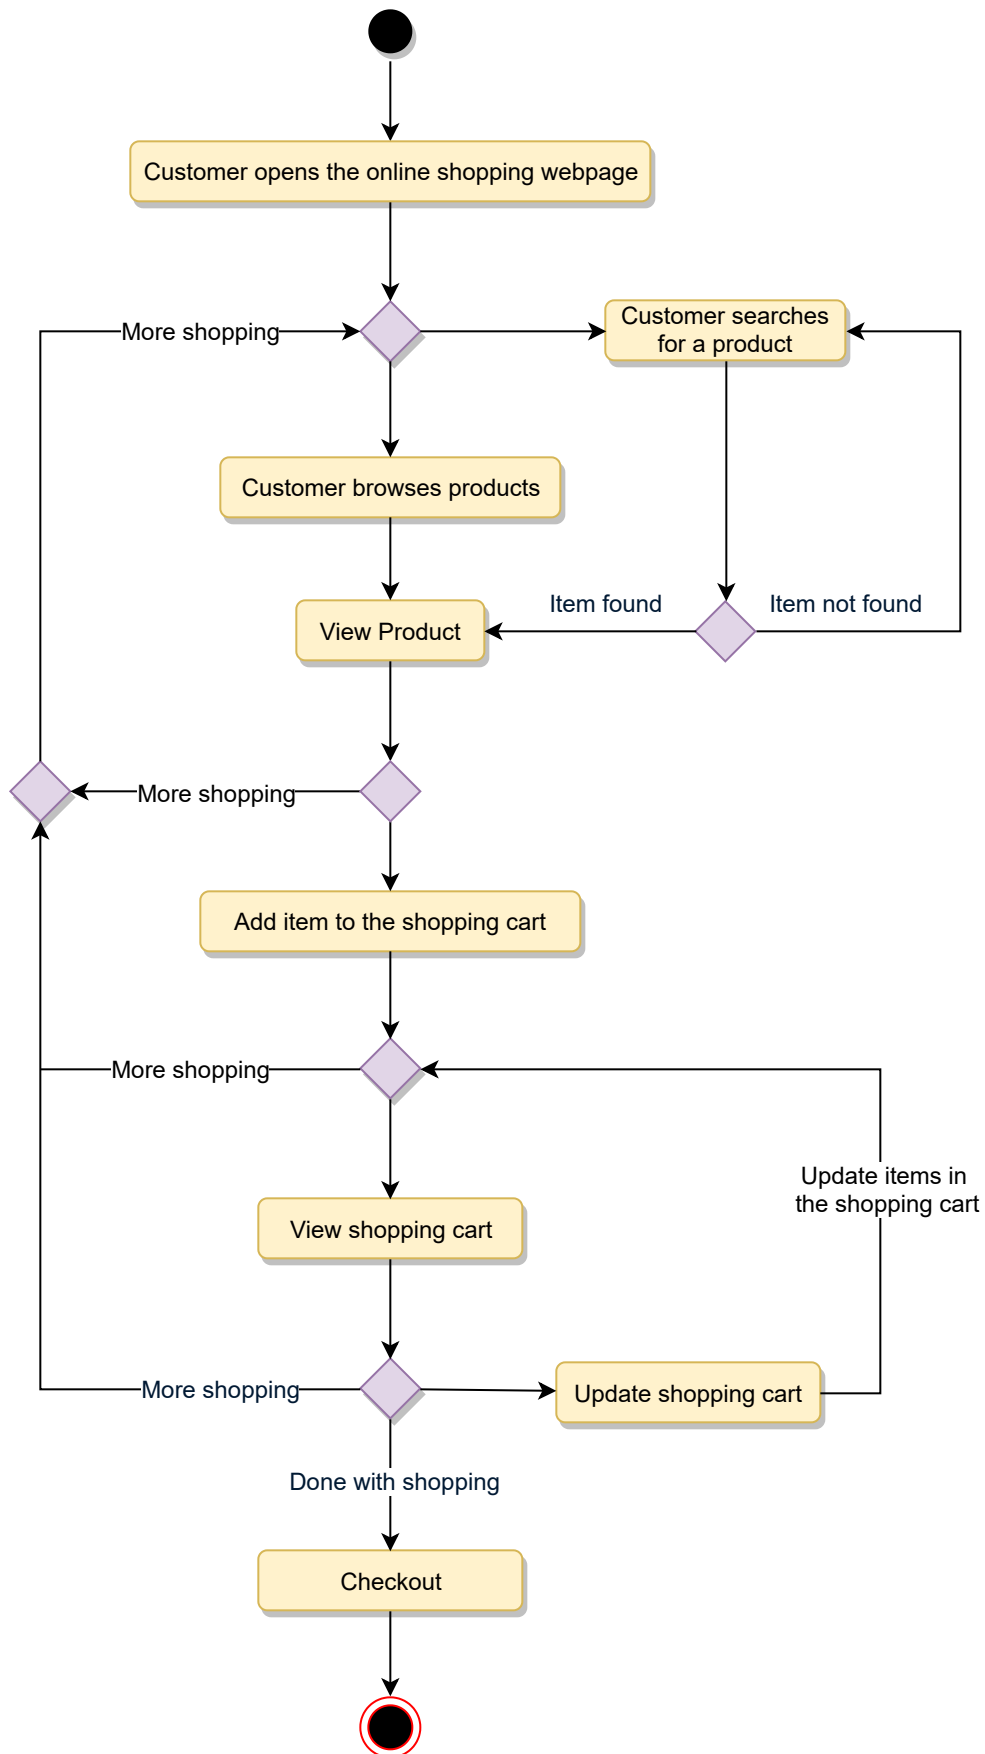 Customer opens the online shopping webpage
More shopping
Customer searches
for a product
Customer browses products
Item found
Item not found
View Product
More shopping
Add item to the shopping cart
More shopping
Update items in
the shopping cart
View shopping cart
More shopping
Update shopping cart
Done with shopping
Checkout